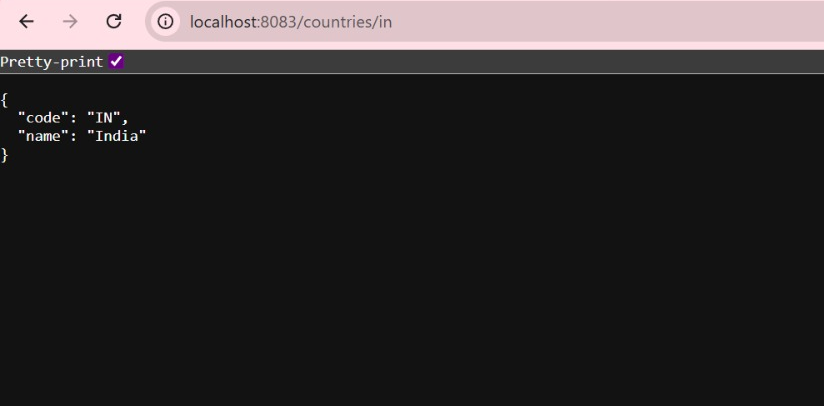 localhost:8083/countries/in
Pretty-print
{
  "code": "IN",
  "name": "India"
}